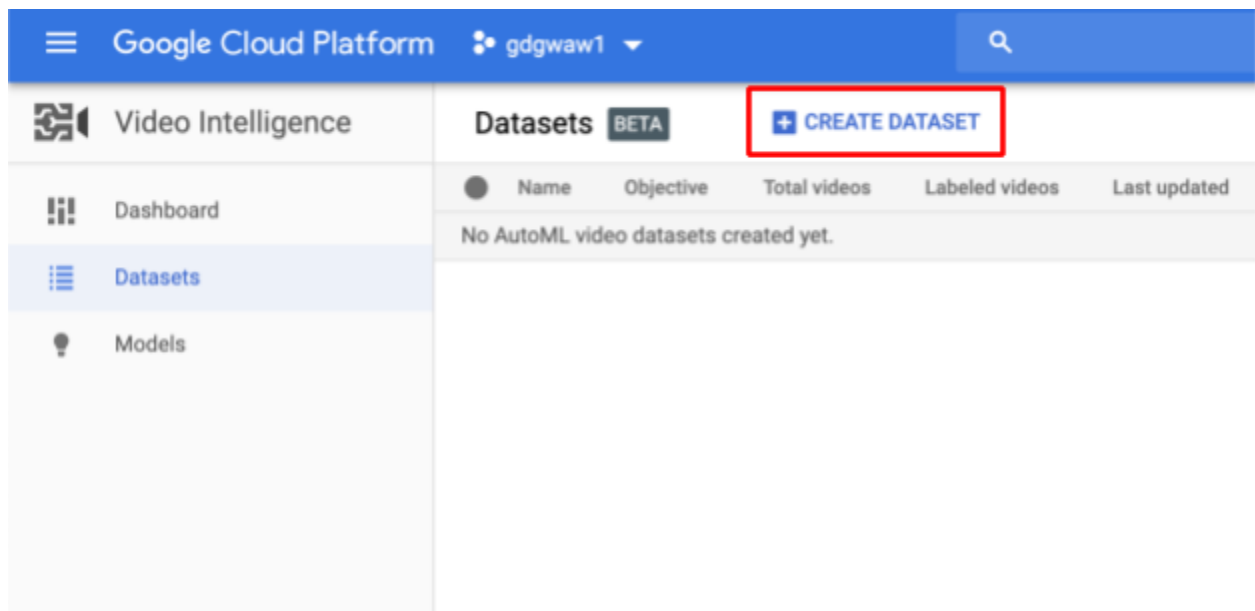 Google Cloud Platform gdgwaw1
Video Intelligence
Datasets BETA CREATE DATASET
Dashboard
Datasets
Models
Name Objective Total videos Labeled videos Last updated
No AutoML video datasets created yet.